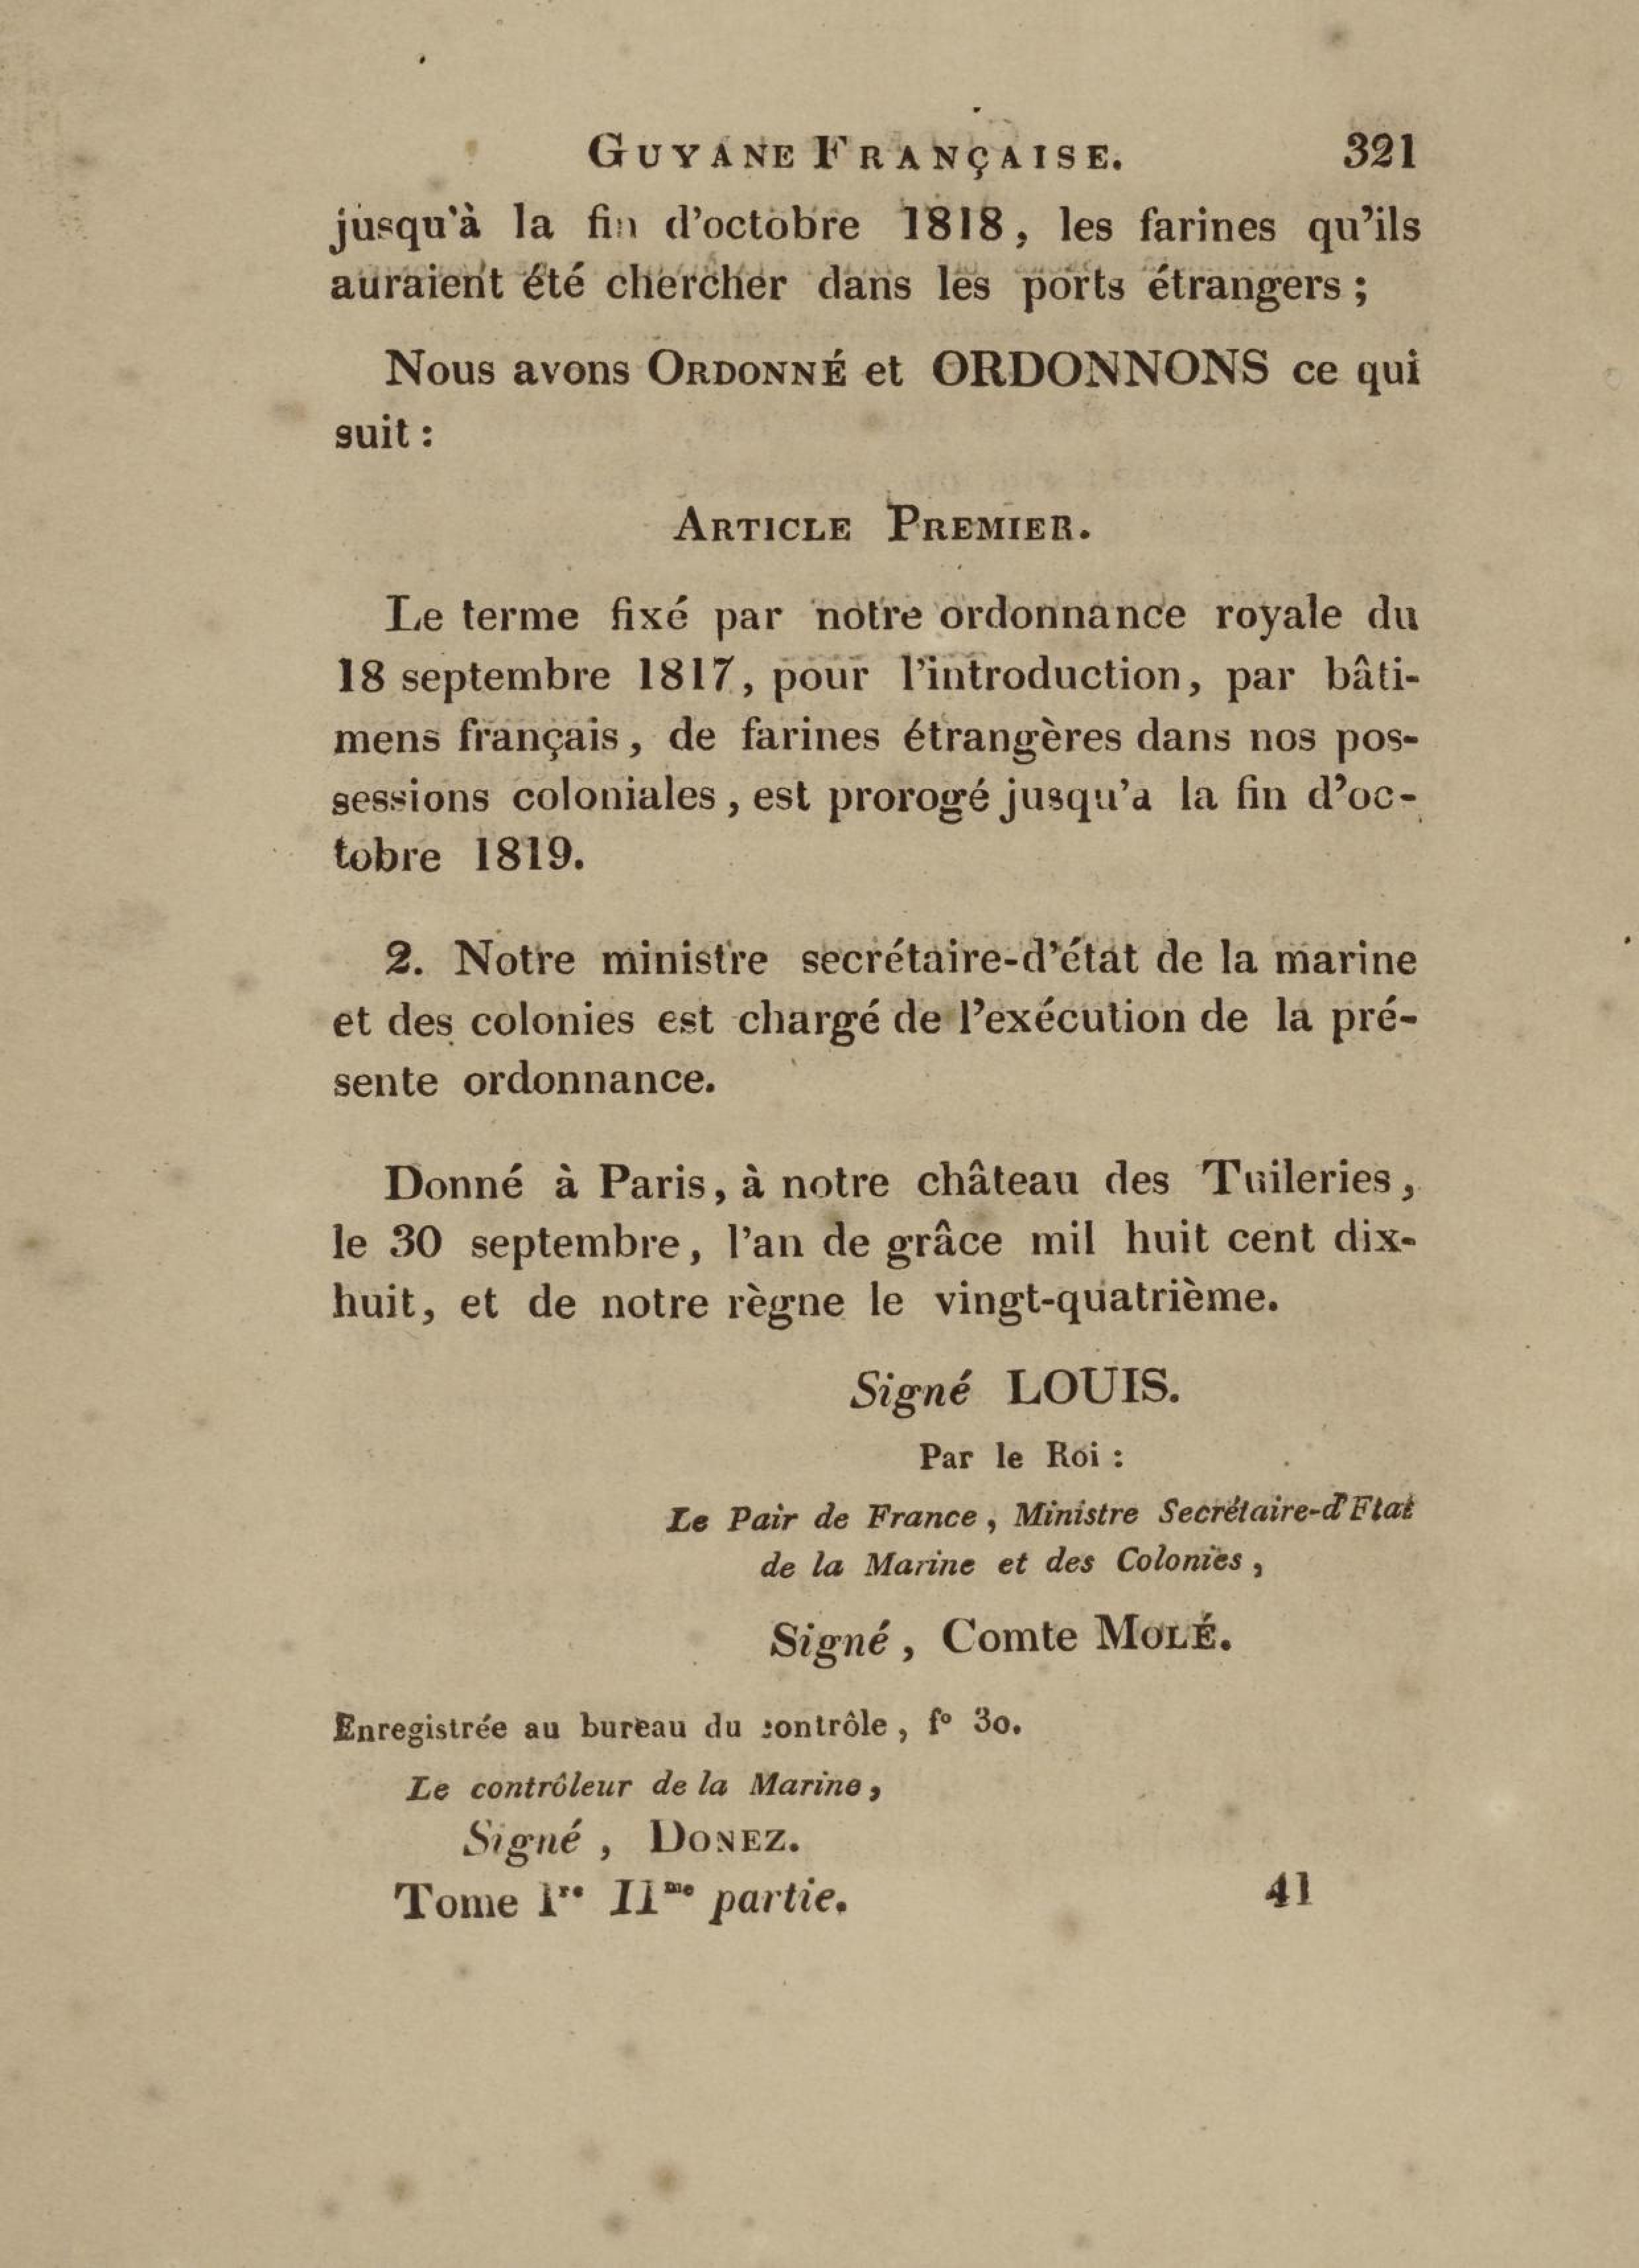 GUYANE FRANÇAISE. 321
jusqu'à la fin d'octobre 1818, les farines qu'ils
auraient été chercher dans les ports étrangers ;
Nous avons ORDONNÉ et ORDONNONS ce qui
suit :
ARTICLE PREMIER.
Le terme fixé par notre ordonnance royale du
18 septembre 1817, pour l'introduction, par bâti-
mens français, de farines étrangères dans nos pos-
sessions coloniales, est prorogé jusqu'a la fin d'oc-
tobre 1819.
2. Notre ministre secrétaire-d'état de la marine
et des colonies est chargé de l'exécution de la pré-
sente ordonnance.
Donné à Paris, à notre château des Tuileries,
le 30 septembre, l'an de grâce mil huit cent dix-
huit, et de notre règne le vingt-quatrième.
Signé LOUIS.
Par le Roi :
Le Pair de France, Ministre Secrétaire-d'Etat
de la Marine et des Colonies,
Signé, Comte MOLÉ.
Enregistrée au bureau du contrôle, f° 30.
Le contrôleur de la Marine,
Signé, DONEZ.
Tome Ire IIme partie. 41